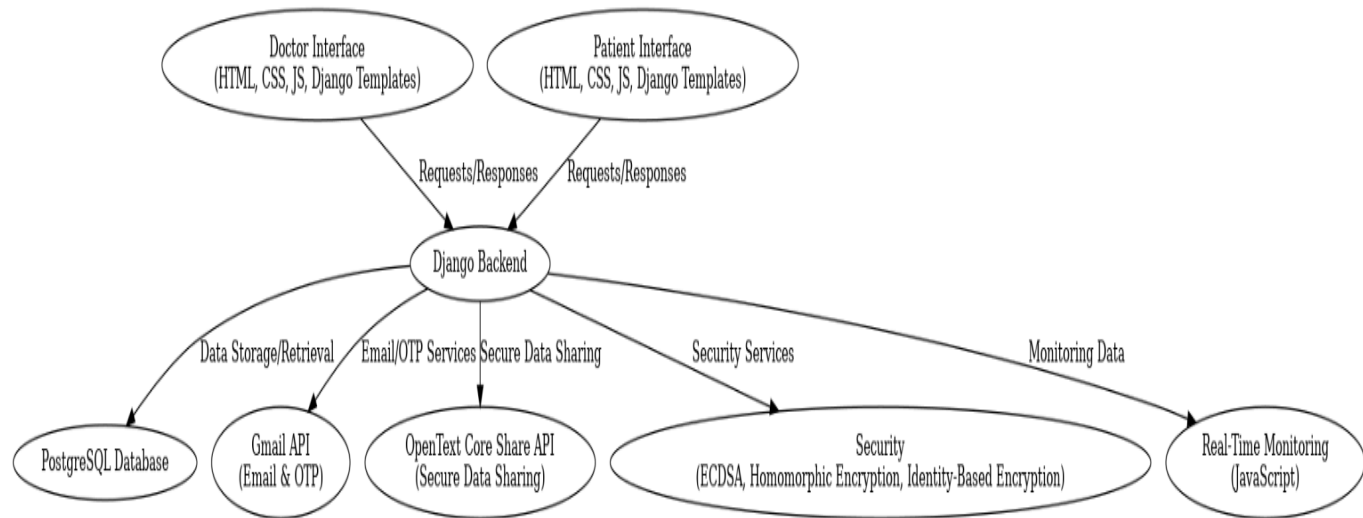 Doctor Interface
(HTML, CSS, JS, Django Templates)
Patient Interface
(HTML, CSS, JS, Django Templates)
Requests/Responses
Requests/Responses
Django Backend
Data Storage/Retrieval
Email/OTP Services
Secure Data Sharing
Security Services
Monitoring Data
PostgreSQL Database
Gmail API
(Email & OTP)
OpenText Core Share API
(Secure Data Sharing)
Security
(ECDSA, Homomorphic Encryption, Identity-Based Encryption)
Real-Time Monitoring
(JavaScript)